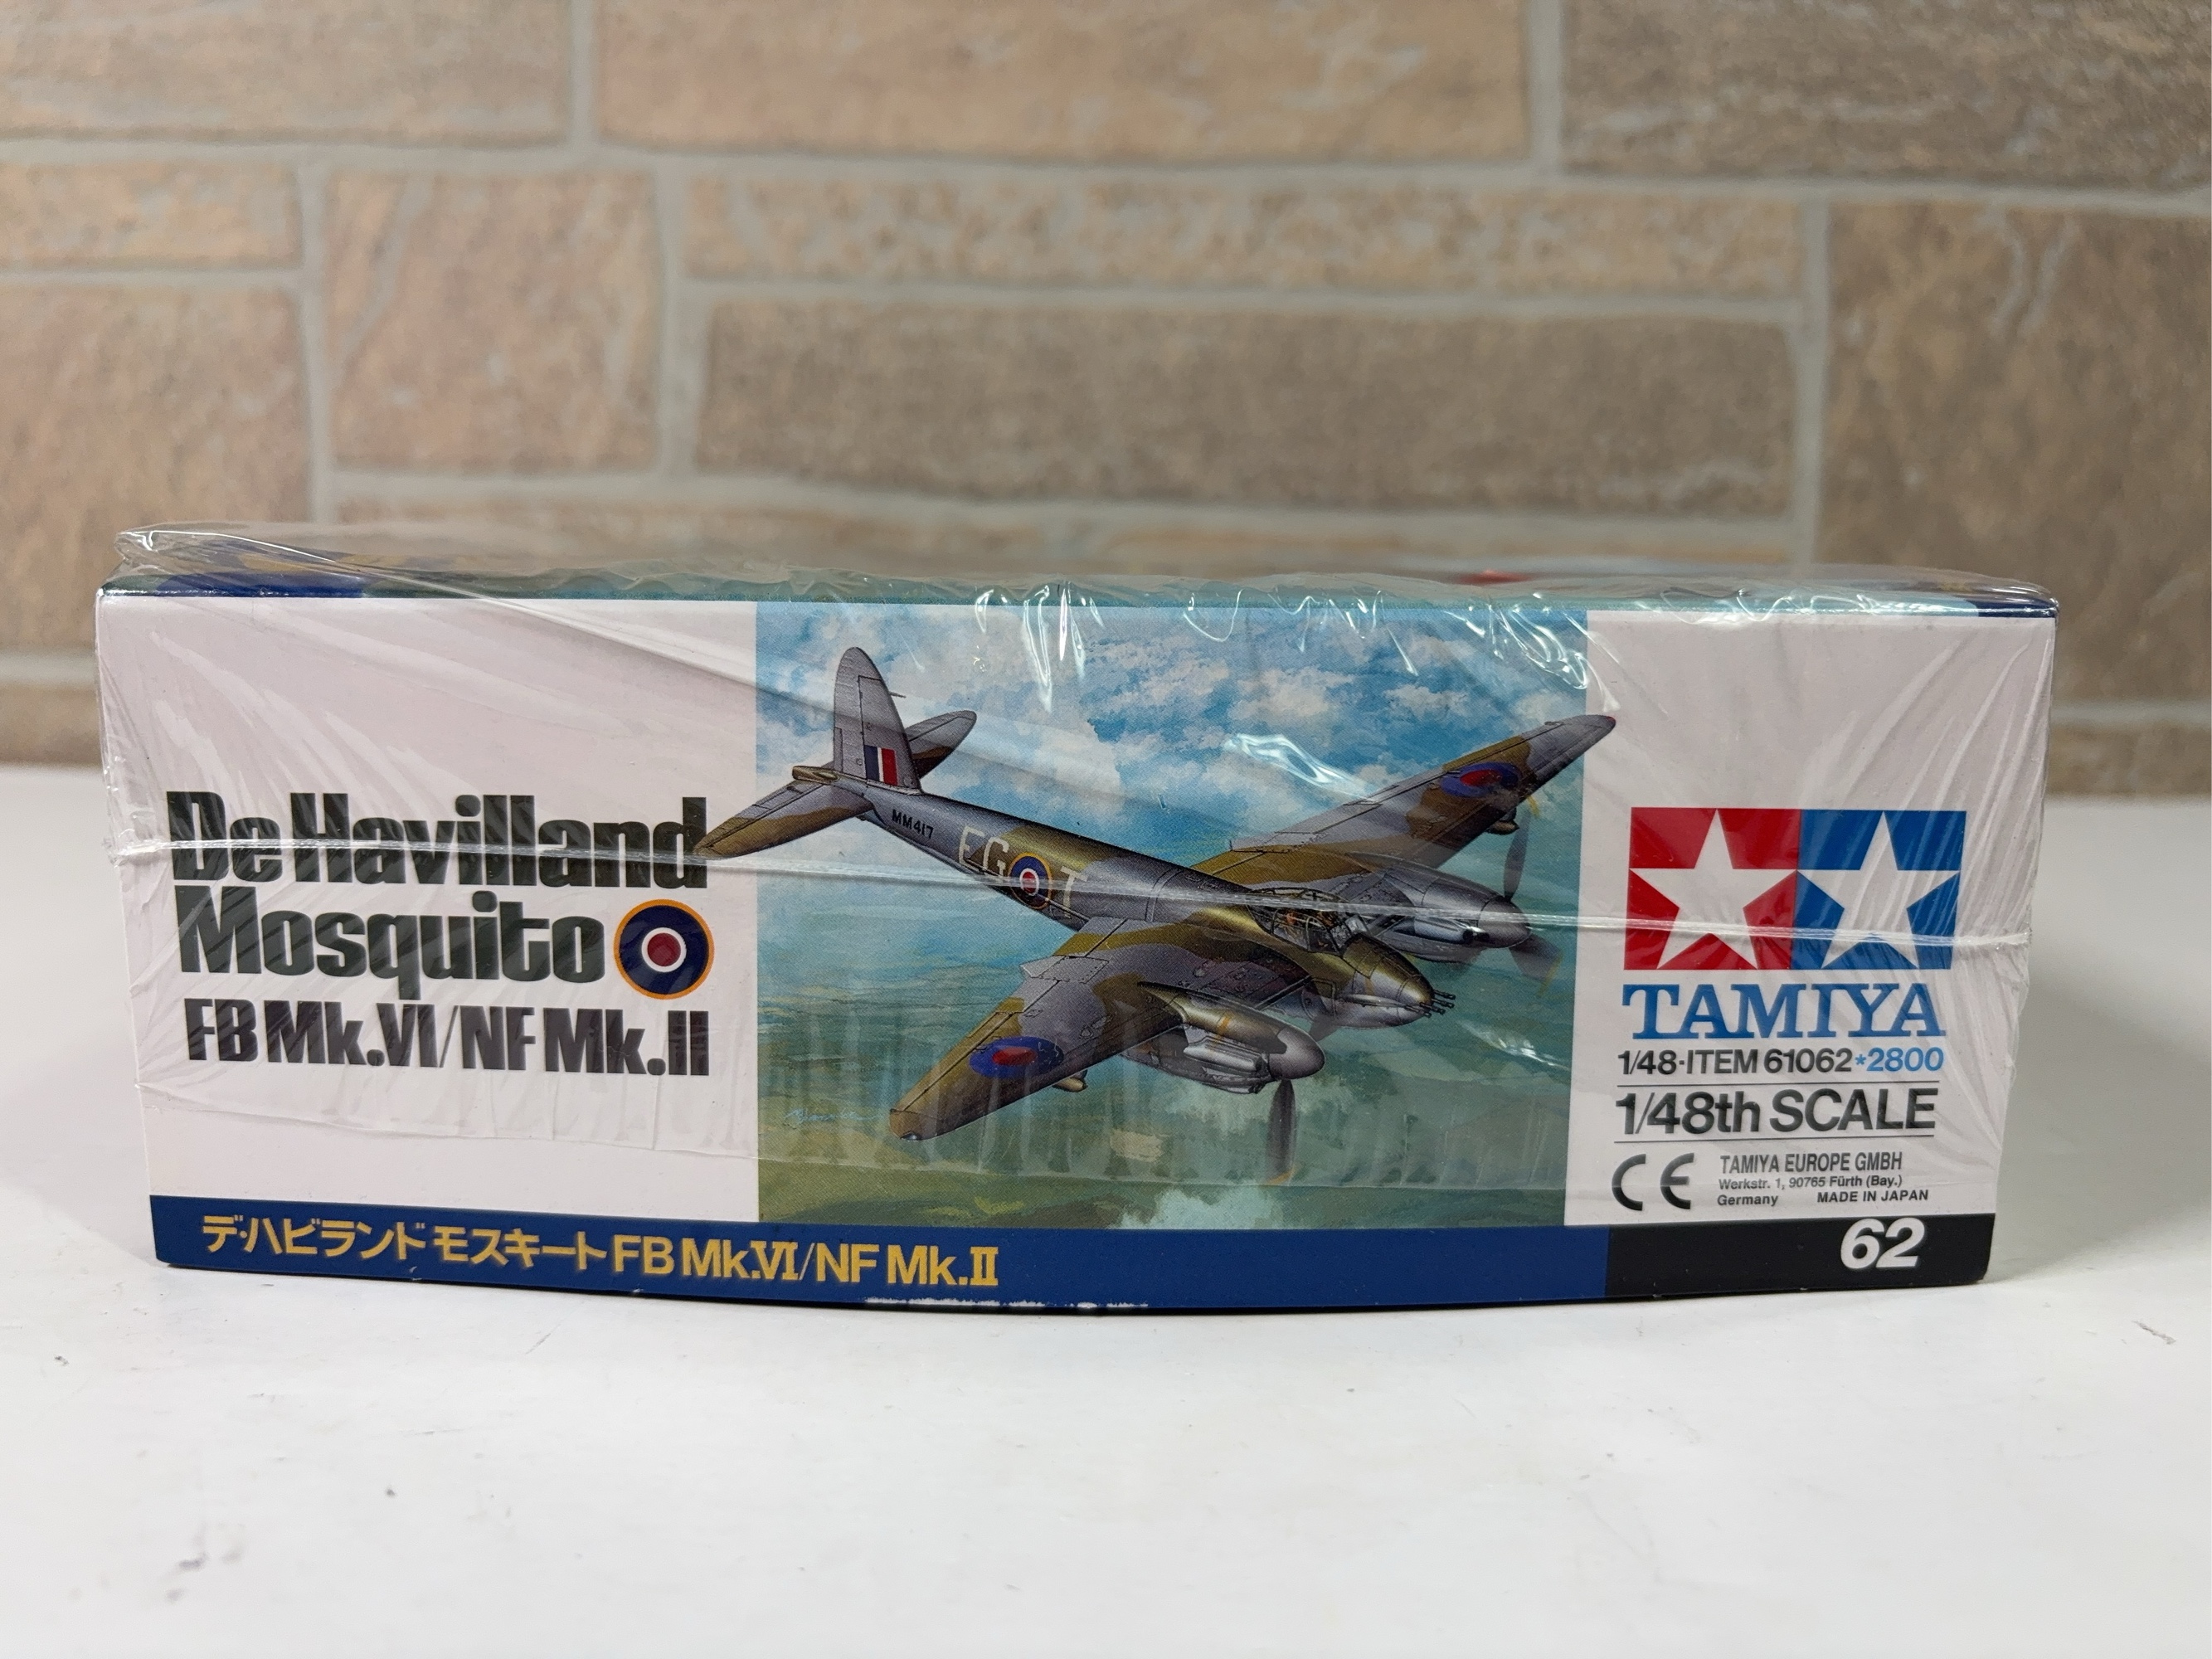 De Havilland
Mosquito
FB Mk.VI/NF Mk.II
MM417
EG T
TAMIYA
1/48·ITEM 61062*2800
1/48th SCALE
CE
TAMIYA EUROPE GMBH
Werkstr. 1, 90765 Fürth (Bay.)
Germany MADE IN JAPAN
デ・ハビランド モスキート FB Mk.VI/NF Mk.II
62